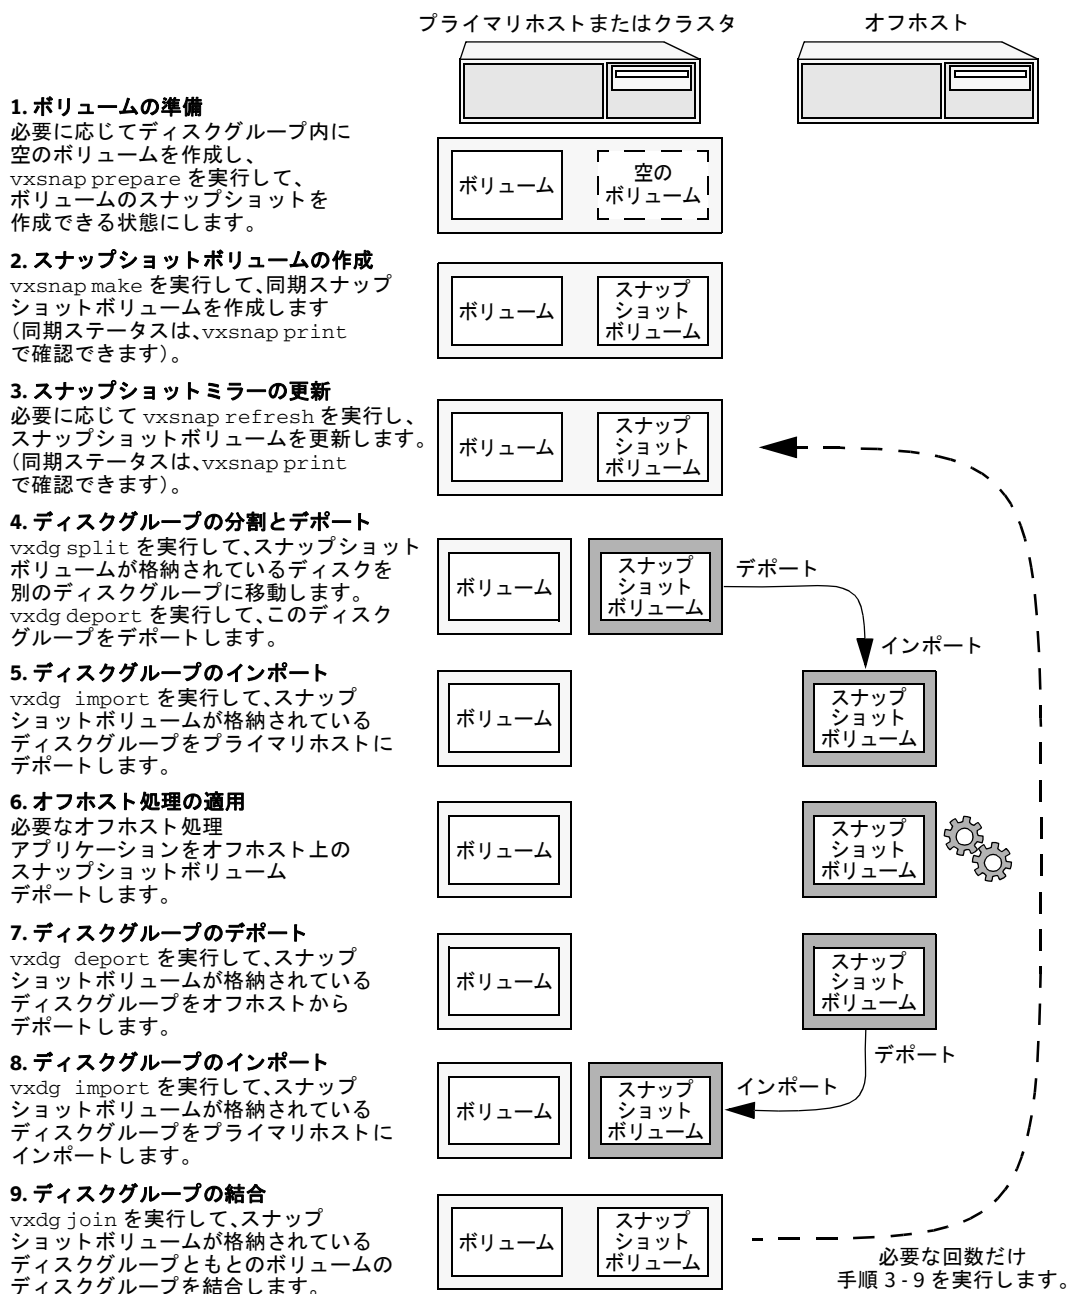 プライマリホストまたはクラスタ
オフホスト
1. ボリュームの準備
必要に応じてディスクグループ内に
空のボリュームを作成し、
vxsnap prepare を実行して、
ボリュームのスナップショットを
作成できる状態にします。
ボリューム
空の
ボリューム
2. スナップショットボリュームの作成
vxsnap make を実行して、同期スナップ
ショットボリュームを作成します
(同期ステータスは、vxsnap print
で確認できます)。
ボリューム
スナップ
ショット
ボリューム
3. スナップショットミラーの更新
必要に応じて vxsnap refresh を実行し、
スナップショットボリュームを更新します。
(同期ステータスは、vxsnap print
で確認できます)。
ボリューム
スナップ
ショット
ボリューム
4. ディスクグループの分割とデポート
vxdg split を実行して、スナップショット
ボリュームが格納されているディスクを
別のディスクグループに移動します。
vxdg deport を実行して、このディスク
グループをデポートします。
ボリューム
スナップ
ショット
ボリューム
デポート
インポート
5. ディスクグループのインポート
vxdg import を実行して、スナップ
ショットボリュームが格納されている
ディスクグループをプライマリホストに
デポートします。
ボリューム
スナップ
ショット
ボリューム
6. オフホスト処理の適用
必要なオフホスト処理
アプリケーションをオフホスト上の
スナップショットボリューム
デポートします。
ボリューム
スナップ
ショット
ボリューム
7. ディスクグループのデポート
vxdg deport を実行して、スナップ
ショットボリュームが格納されている
ディスクグループをオフホストから
デポートします。
ボリューム
スナップ
ショット
ボリューム
デポート
8. ディスクグループのインポート
vxdg import を実行して、スナップ
ショットボリュームが格納されている
ディスクグループをプライマリホストに
インポートします。
ボリューム
スナップ
ショット
ボリューム
インポート
9. ディスクグループの結合
vxdg join を実行して、スナップ
ショットボリュームが格納されている
ディスクグループともとのボリュームの
ディスクグループを結合します。
ボリューム
スナップ
ショット
ボリューム
必要な回数だけ
手順 3 - 9 を実行します。